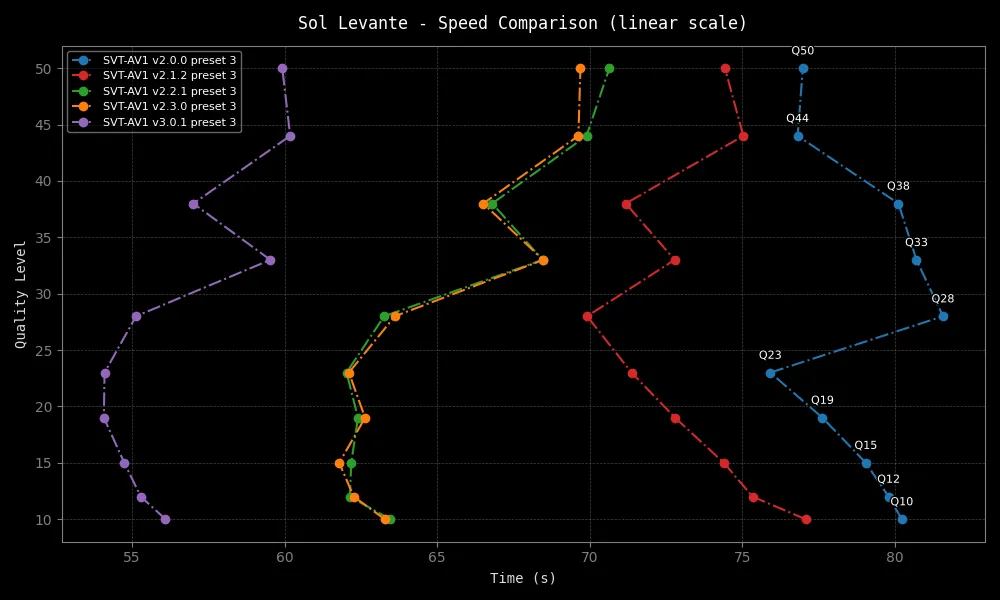 Sol Levante - Speed Comparison (linear scale)
SVT-AV1 v2.0.0 preset 3
SVT-AV1 v2.1.2 preset 3
SVT-AV1 v2.2.1 preset 3
SVT-AV1 v2.3.0 preset 3
SVT-AV1 v3.0.1 preset 3
Q50
Q44
Q38
Q33
Q28
Q23
Q19
Q15
Q12
Q10
50
45
40
35
30
25
20
15
10
Quality Level
55 60 65 70 75 80
Time (s)